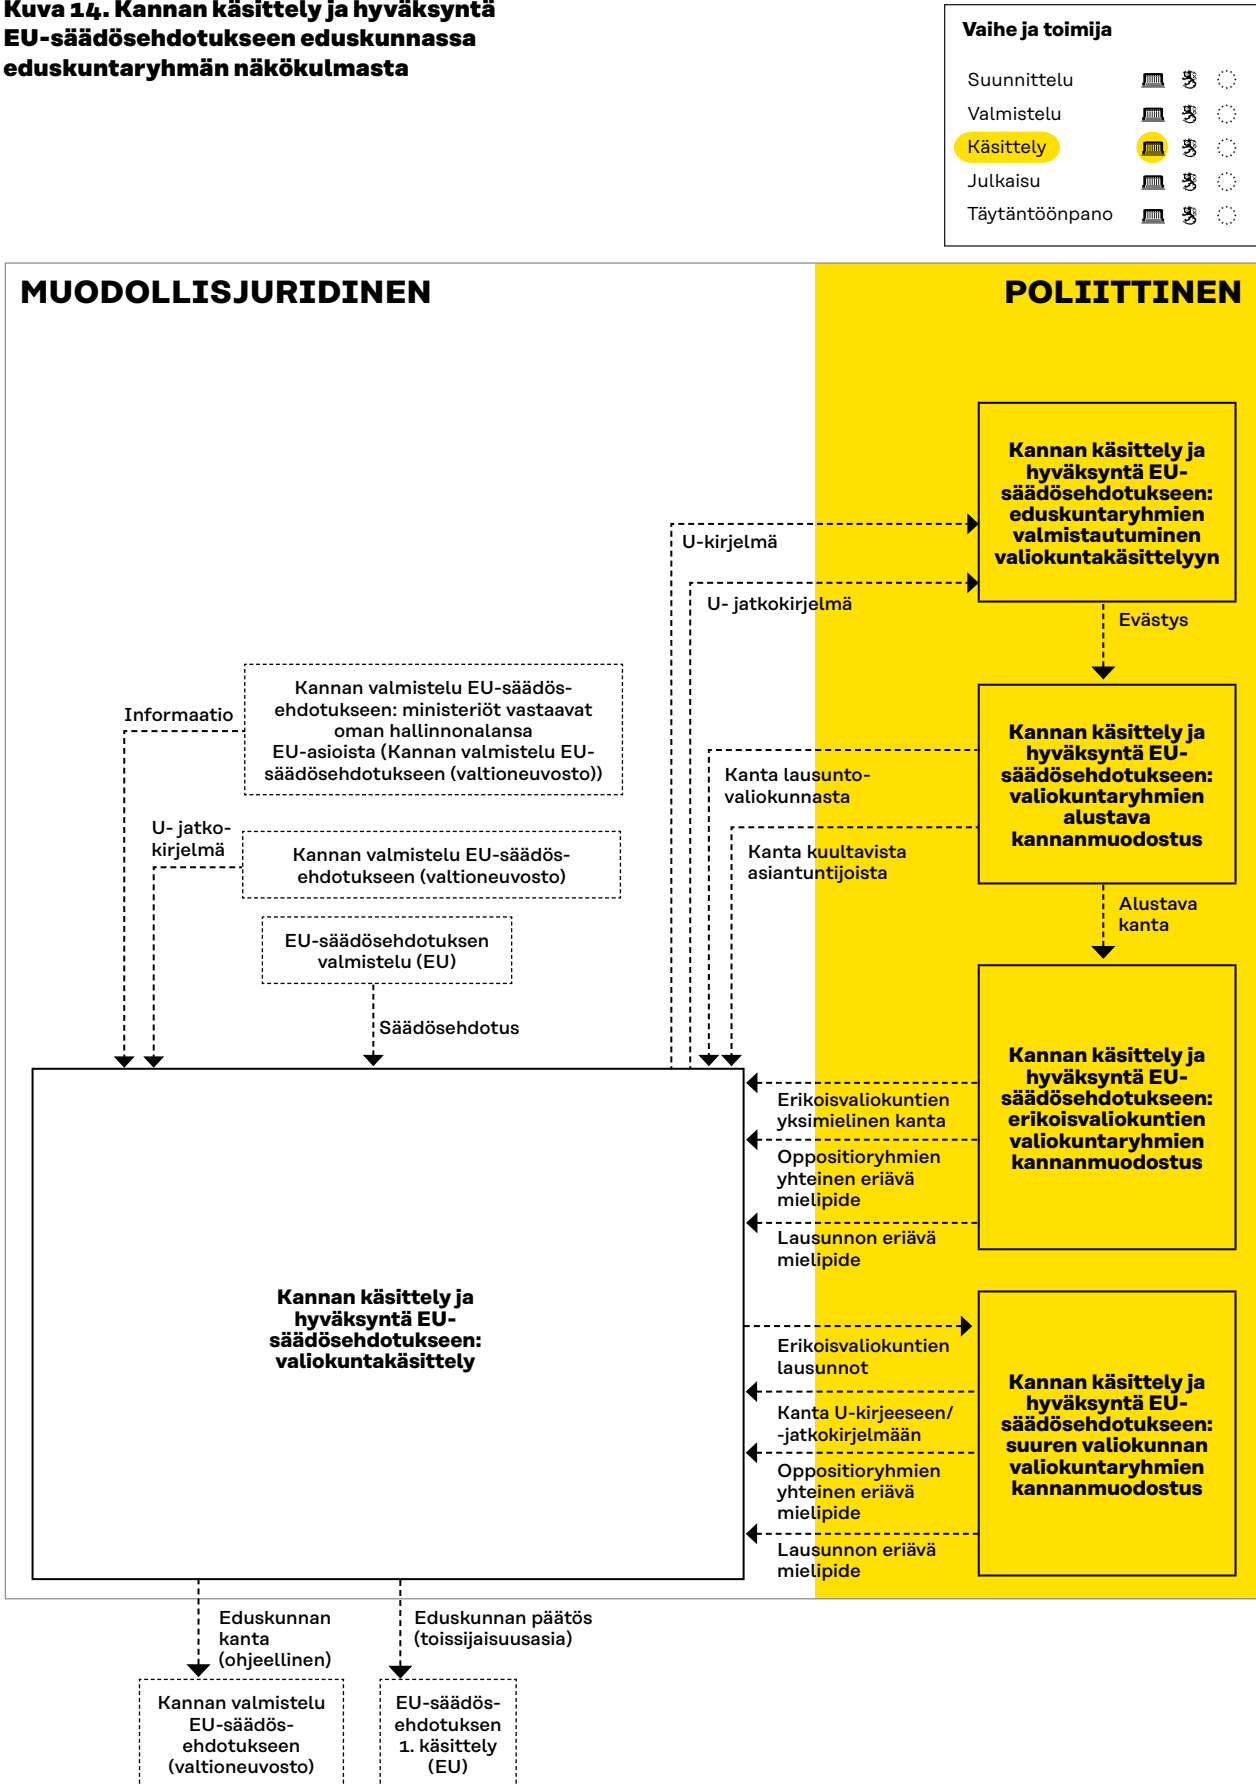 Kuva 14. Kannan käsittely ja hyväksyntä
EU-säädösehdotukseen eduskunnassa
eduskuntaryhmän näkökulmasta
Vaihe ja toimija
Suunnittelu
Valmistelu
Käsittely
Julkaisu
Täytäntöönpano
MUODOLLISJURIDINEN
POLIITTINEN
Kannan käsittely ja
hyväksyntä EU-
säädösehdotukseen:
eduskuntaryhmien
valmistautuminen
valiokuntakäsittelyyn
U-kirjelmä
U- jatkokirjelmä
Evästys
Informaatio
Kannan valmistelu EU-säädös-
ehdotukseen: ministeriöt vastaavat
oman hallinnonalansa
EU-asioista (Kannan valmistelu EU-
säädösehdotukseen (valtioneuvosto))
Kannan käsittely ja
hyväksyntä EU-
säädösehdotukseen:
valiokuntaryhmien
alustava
kannanmuodostus
Kanta lausunto-
valiokunnasta
U- jatko-
kirjelmä
Kannan valmistelu EU-säädös-
ehdotukseen (valtioneuvosto)
Kanta kuultavista
asiantuntijoista
Alustava
kanta
EU-säädösehdotuksen
valmistelu (EU)
Säädösehdotus
Kannan käsittely ja
hyväksyntä EU-
säädösehdotukseen:
erikoisvaliokuntien
valiokuntaryhmien
kannanmuodostus
Erikoisvaliokuntien
yksimielinen kanta
Oppositioryhmien
yhteinen eriävä
mielipide
Lausunnon eriävä
mielipide
Kannan käsittely ja
hyväksyntä EU-
säädösehdotukseen:
valiokuntakäsittely
Erikoisvaliokuntien
lausunnot
Kanta U-kirjeeseen/
-jatkokirjelmään
Oppositioryhmien
yhteinen eriävä
mielipide
Lausunnon eriävä
mielipide
Kannan käsittely ja
hyväksyntä EU-
säädösehdotukseen:
suuren valiokunnan
valiokuntaryhmien
kannanmuodostus
Eduskunnan
kanta
(ohjeellinen)
Eduskunnan päätös
(toissijaisuusasia)
Kannan valmistelu
EU-säädös-
ehdotukseen
(valtioneuvosto)
EU-säädös-
ehdotuksen
1. käsittely
(EU)